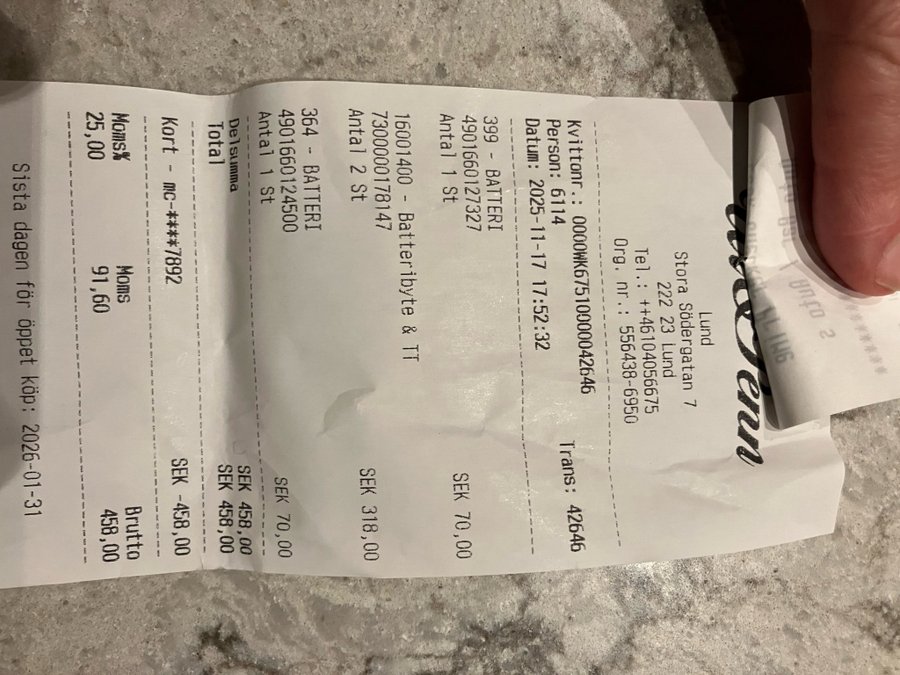 Lund
Stora Södergatan 7
222 23 Lund
Tel.: ++46104056675
Org. nr.: 556438-6950
Kvittonr.: 0000WK675100000042646 Trans: 42646
Person: 6114
Datum: 2025-11-17 17:52:32
399 - BATTERI
4901660127327
Antal 1 St SEK 70,00
16001400 - Batteribyte & TT
7300000178147
Antal 2 St SEK 318,00
364 - BATTERI
4901660124500
Antal 1 St SEK 70,00
Delsumma SEK 458,00
Total SEK 458,00
Kort - mc-****7892 SEK -458,00
Moms% Moms Brutto
25,00 91,60 458,00
Sista dagen för öppet köp: 2026-01-31